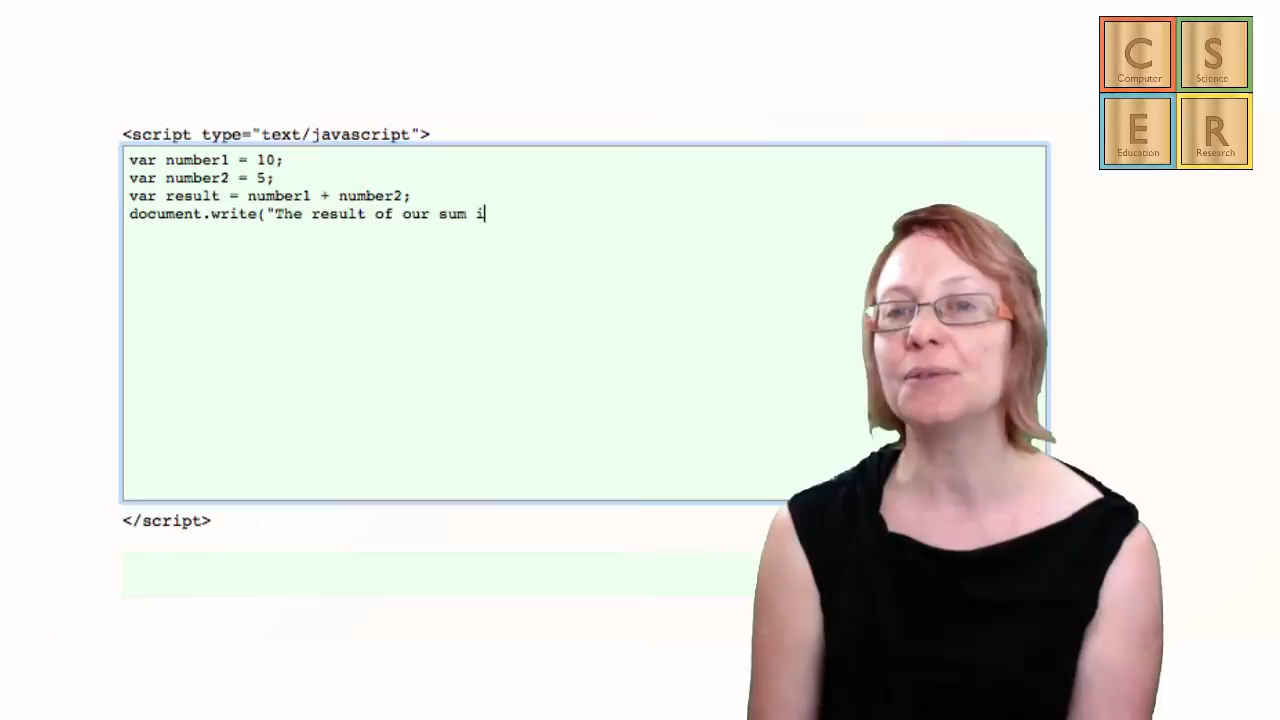 C
Computer
S
Science
E
Education
R
Research
<script type="text/javascript">
var number1 = 10;
var number2 = 5;
var result = number1 + number2;
document.write("The result of our sum i
</script>